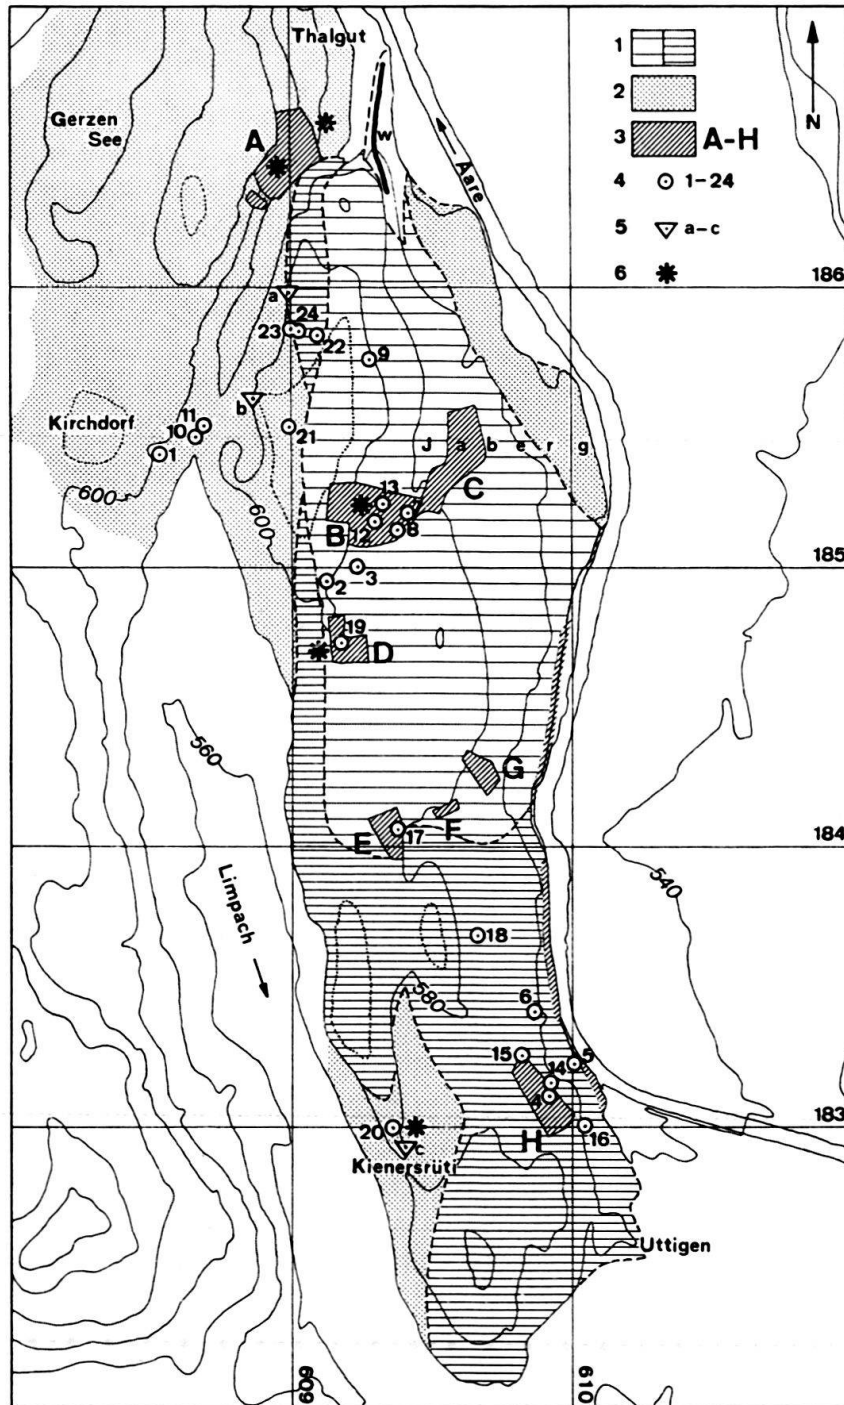 Thalgut
1
2
3 A-H
4 1-24
5 a-c
6
N
Gerzen
See
A
w
Aare
186
a
24
23
22
9
b
11
10
Kirchdorf
1
21
Jaberg
600
600
13
C
7
B
12
8
185
2
3
19
D
560
G
F
E
17
184
Limpach
540
18
580
6
15
5
14
4
183
20
H
16
c
Kienersrüti
Uttigen
609
610